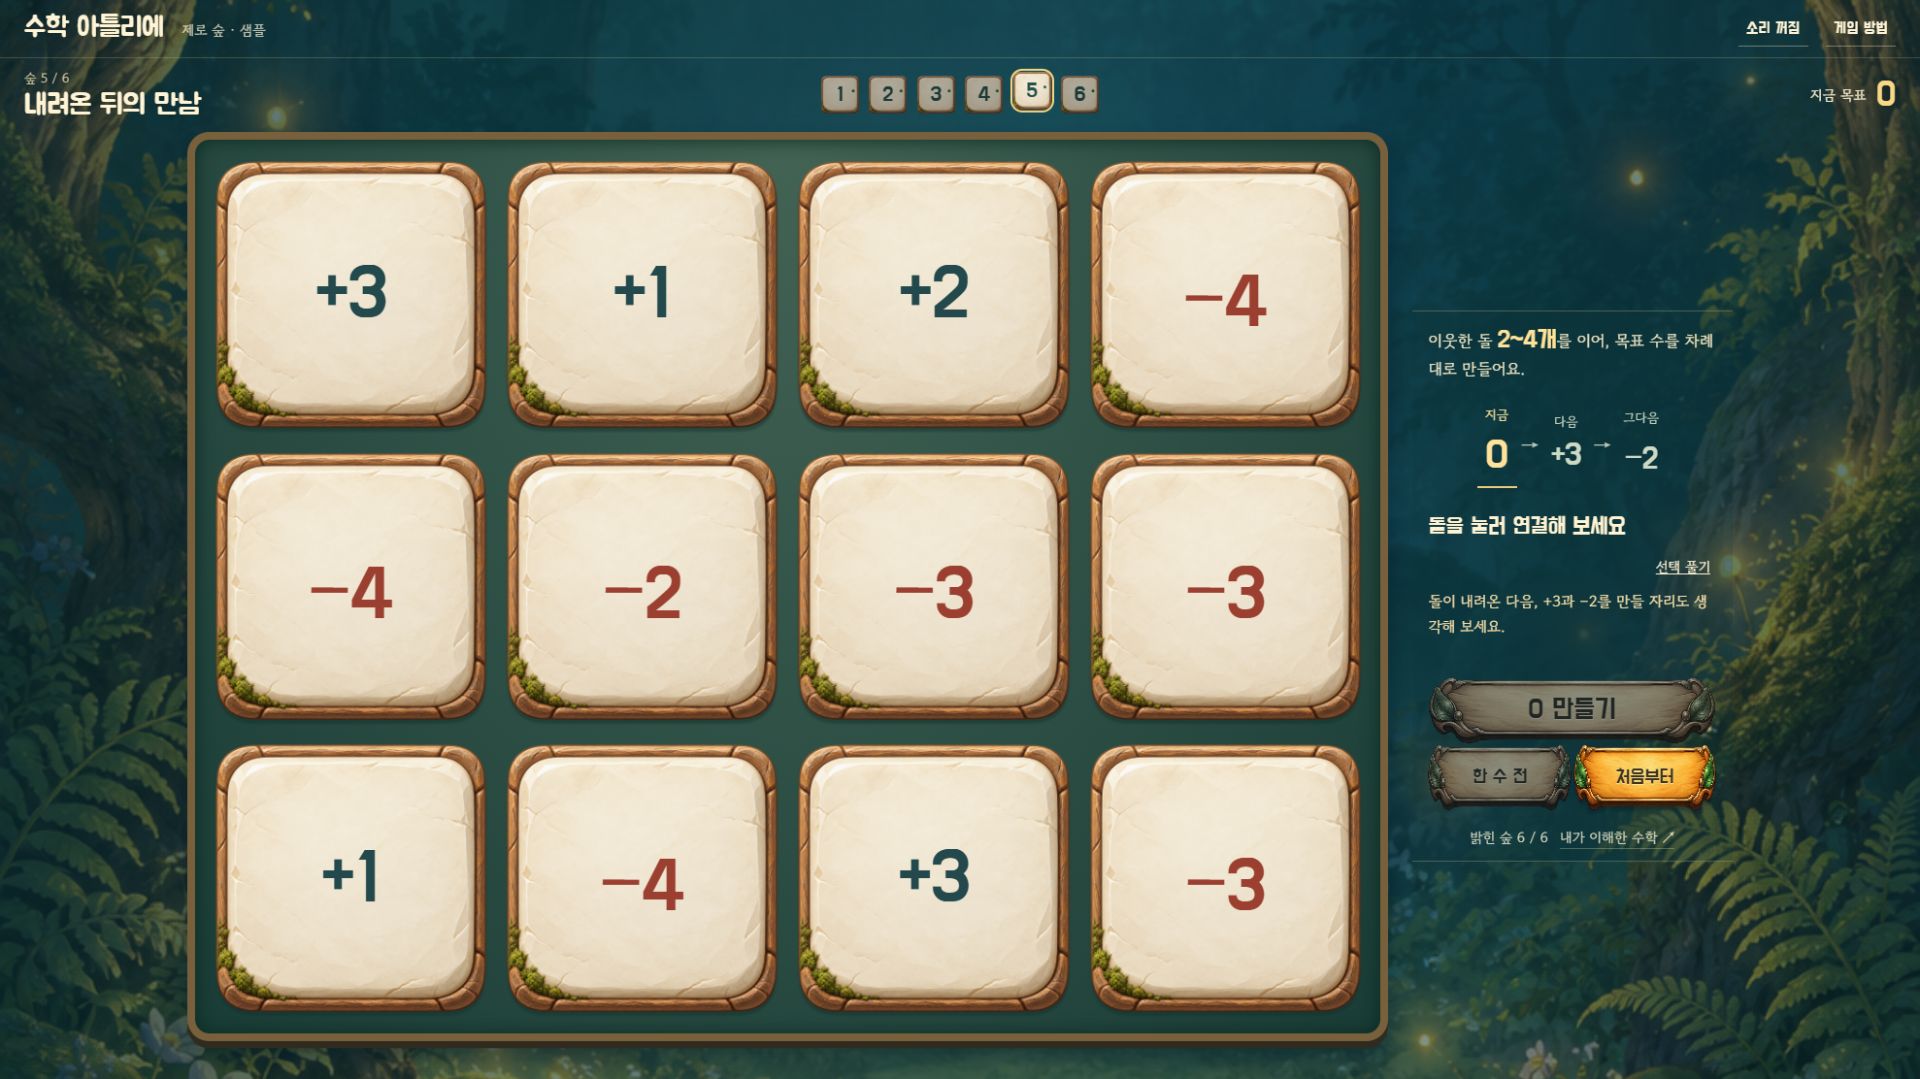 수학 아틀리에
제로 숲 · 샘플
소리 꺼짐
게임 방법
숲 5 / 6
내려온 뒤의 만남
1
2
3
4
5
6
지금 목표 0
+3 +1 +2 −4
−4 −2 −3 −3
+1 −4 +3 −3
이웃한 돌 2~4개를 이어, 목표 수를 차례
대로 만들어요.
지금 다음 그다음
0 → +3 → −2
돌을 눌러 연결해 보세요
선택 풀기
돌이 내려온 다음, +3과 −2를 만들 자리도 생
각해 보세요.
0 만들기
한 수 전
처음부터
밝힌 숲 6 / 6
내가 이해한 수학 ↗